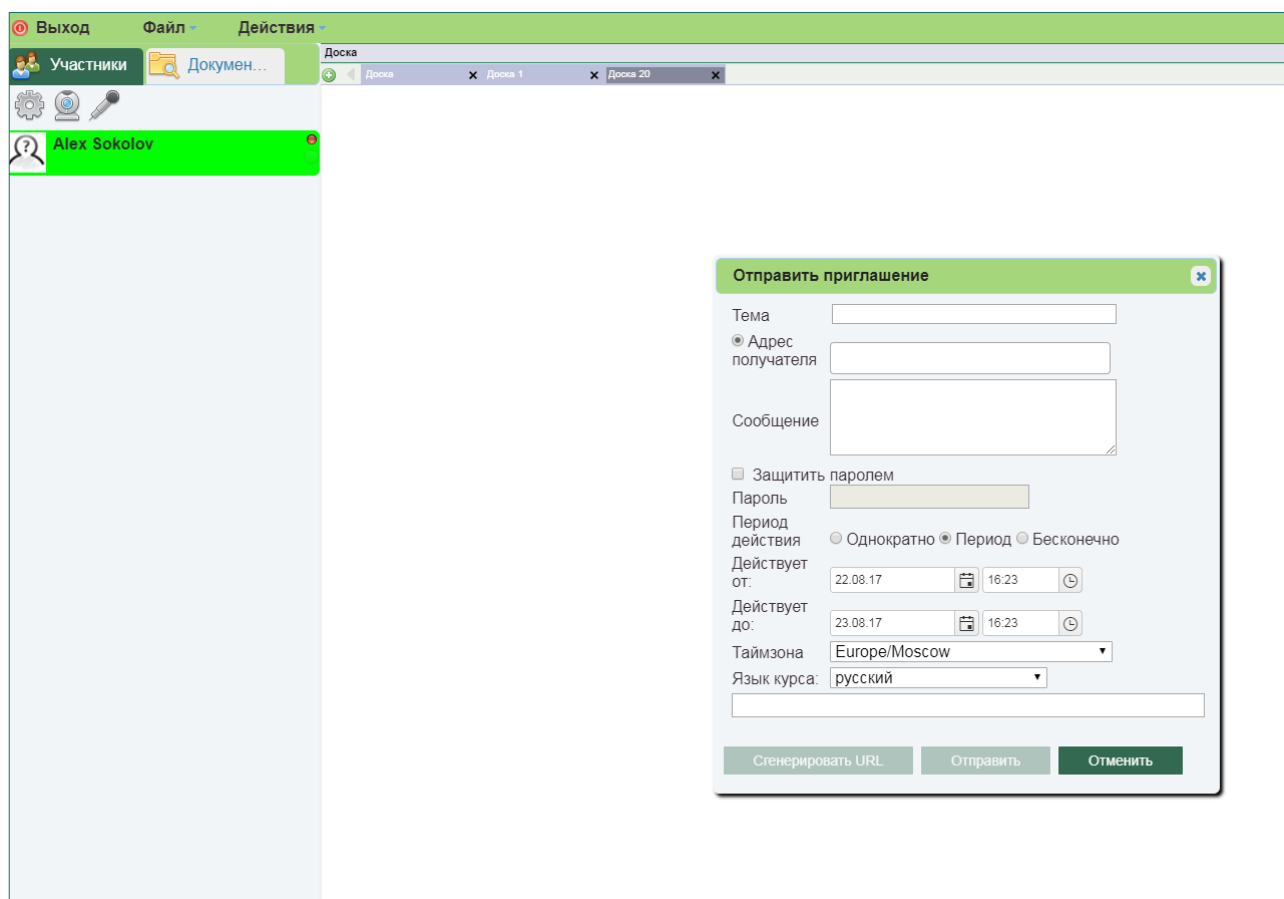 Выход Файл Действия
Участники Докумен...
Доска
Доска Доска 1 Доска 20
Alex Sokolov
Отправить приглашение
Тема
Адрес
получателя
Сообщение
Защитить паролем
Пароль
Период
действия Однократно Период Бесконечно
Действует
от: 22.08.17 16:23
Действует
до: 23.08.17 16:23
Таймзона Europe/Moscow
Язык курса: русский
Сгенерировать URL Отправить Отменить